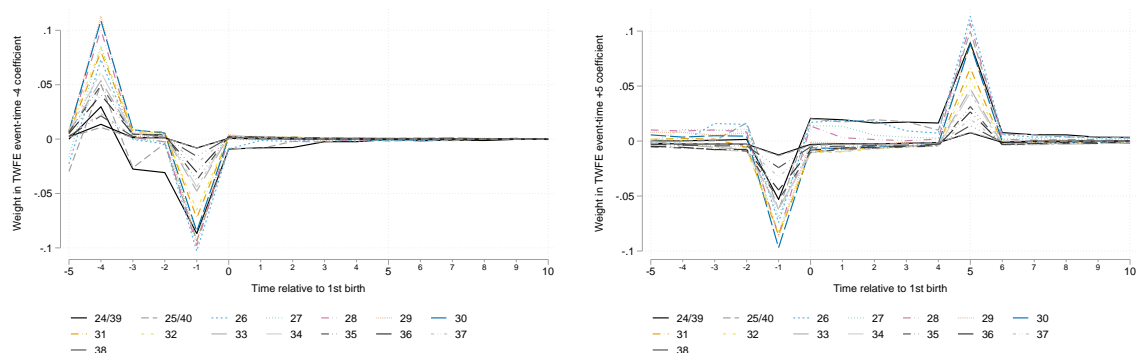 Weight in TWFE event-time -4 coefficient
.1
.05
0
-.05
-.1
-5 -4 -3 -2 -1 0 1 2 3 4 5 6 7 8 9 10
Time relative to 1st birth
24/39 25/40 26 27 28 29 30
31 32 33 34 35 36 37
38
Weight in TWFE event-time +5 coefficient
.1
.05
0
-.05
-.1
-5 -4 -3 -2 -1 0 1 2 3 4 5 6 7 8 9 10
Time relative to 1st birth
24/39 25/40 26 27 28 29 30
31 32 33 34 35 36 37
38